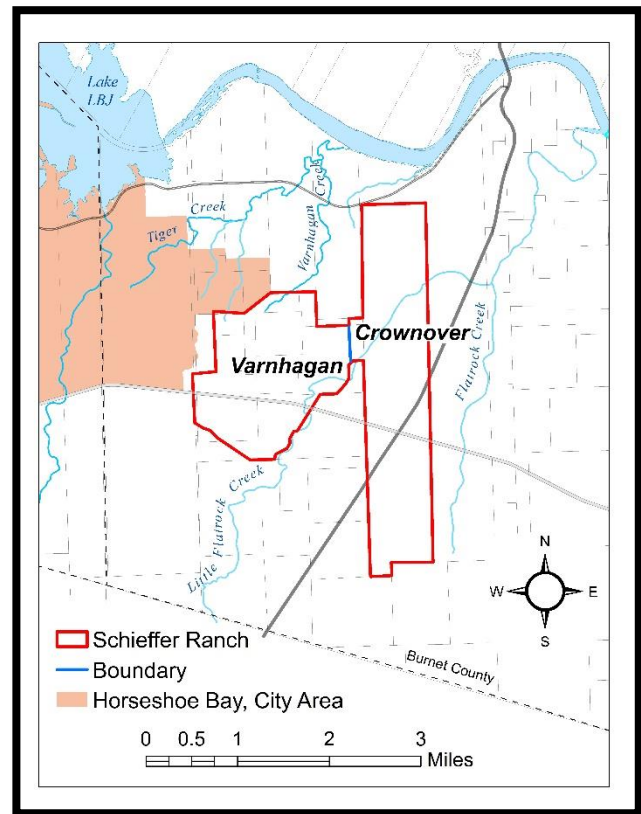 Lake
LBJ
Creek
Tiger
Varnhagan Creek
Crownover
Varnhagan
Flatrock Creek
Little Flatrock Creek
N
W
E
S
Schieffer Ranch
Boundary
Horseshoe Bay, City Area
Burnet County
0 0.5 1 2 3
Miles